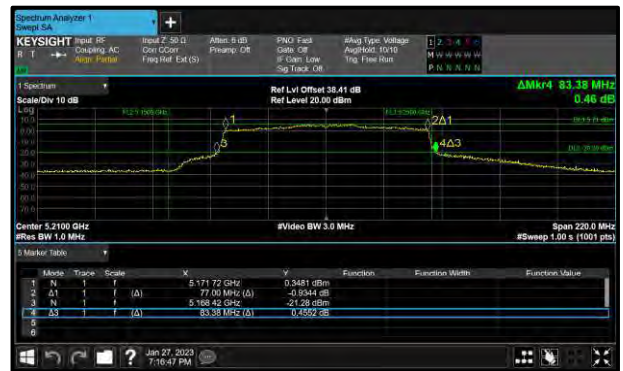 Spectrum Analyzer 1
Swept SA
+
KEYSIGHT Input: RF Input Z: 50 Ω Atten: 6 dB PNO: Fast #Avg Type: Voltage 1 2 3 4 5 6
R T Coupling: AC Corr CCorr Preamp: Off Gate: Off Avg|Hold: 10/10 M W W W W W
Align: Partial Freq Ref: Ext (S) IF Gain: Low Trig: Free Run P N N N N N
Sig Track: Off
1 Spectrum
ΔMkr4 83.38 MHz
Ref Lvl Offset 38.41 dB
Scale/Div 10 dB Ref Level 20.00 dBm 0.46 dB
Log
10.0
0.00
1 2Δ1
3 4Δ3
Center 5.2100 GHz #Video BW 3.0 MHz Span 220.0 MHz
#Res BW 1.0 MHz #Sweep 1.00 s (1001 pts)
5 Marker Table
Mode Trace Scale X Y Function Function Width Function Value
1 N 1 f 5.171 72 GHz 0.3481 dBm
2 Δ1 1 f (Δ) 77.00 MHz (Δ) -0.9344 dB
3 N 1 f 5.168 42 GHz -21.28 dBm
4 Δ3 1 f (Δ) 83.38 MHz (Δ) 0.4552 dB
5
6
? Jan 27, 2023
7:16:47 PM